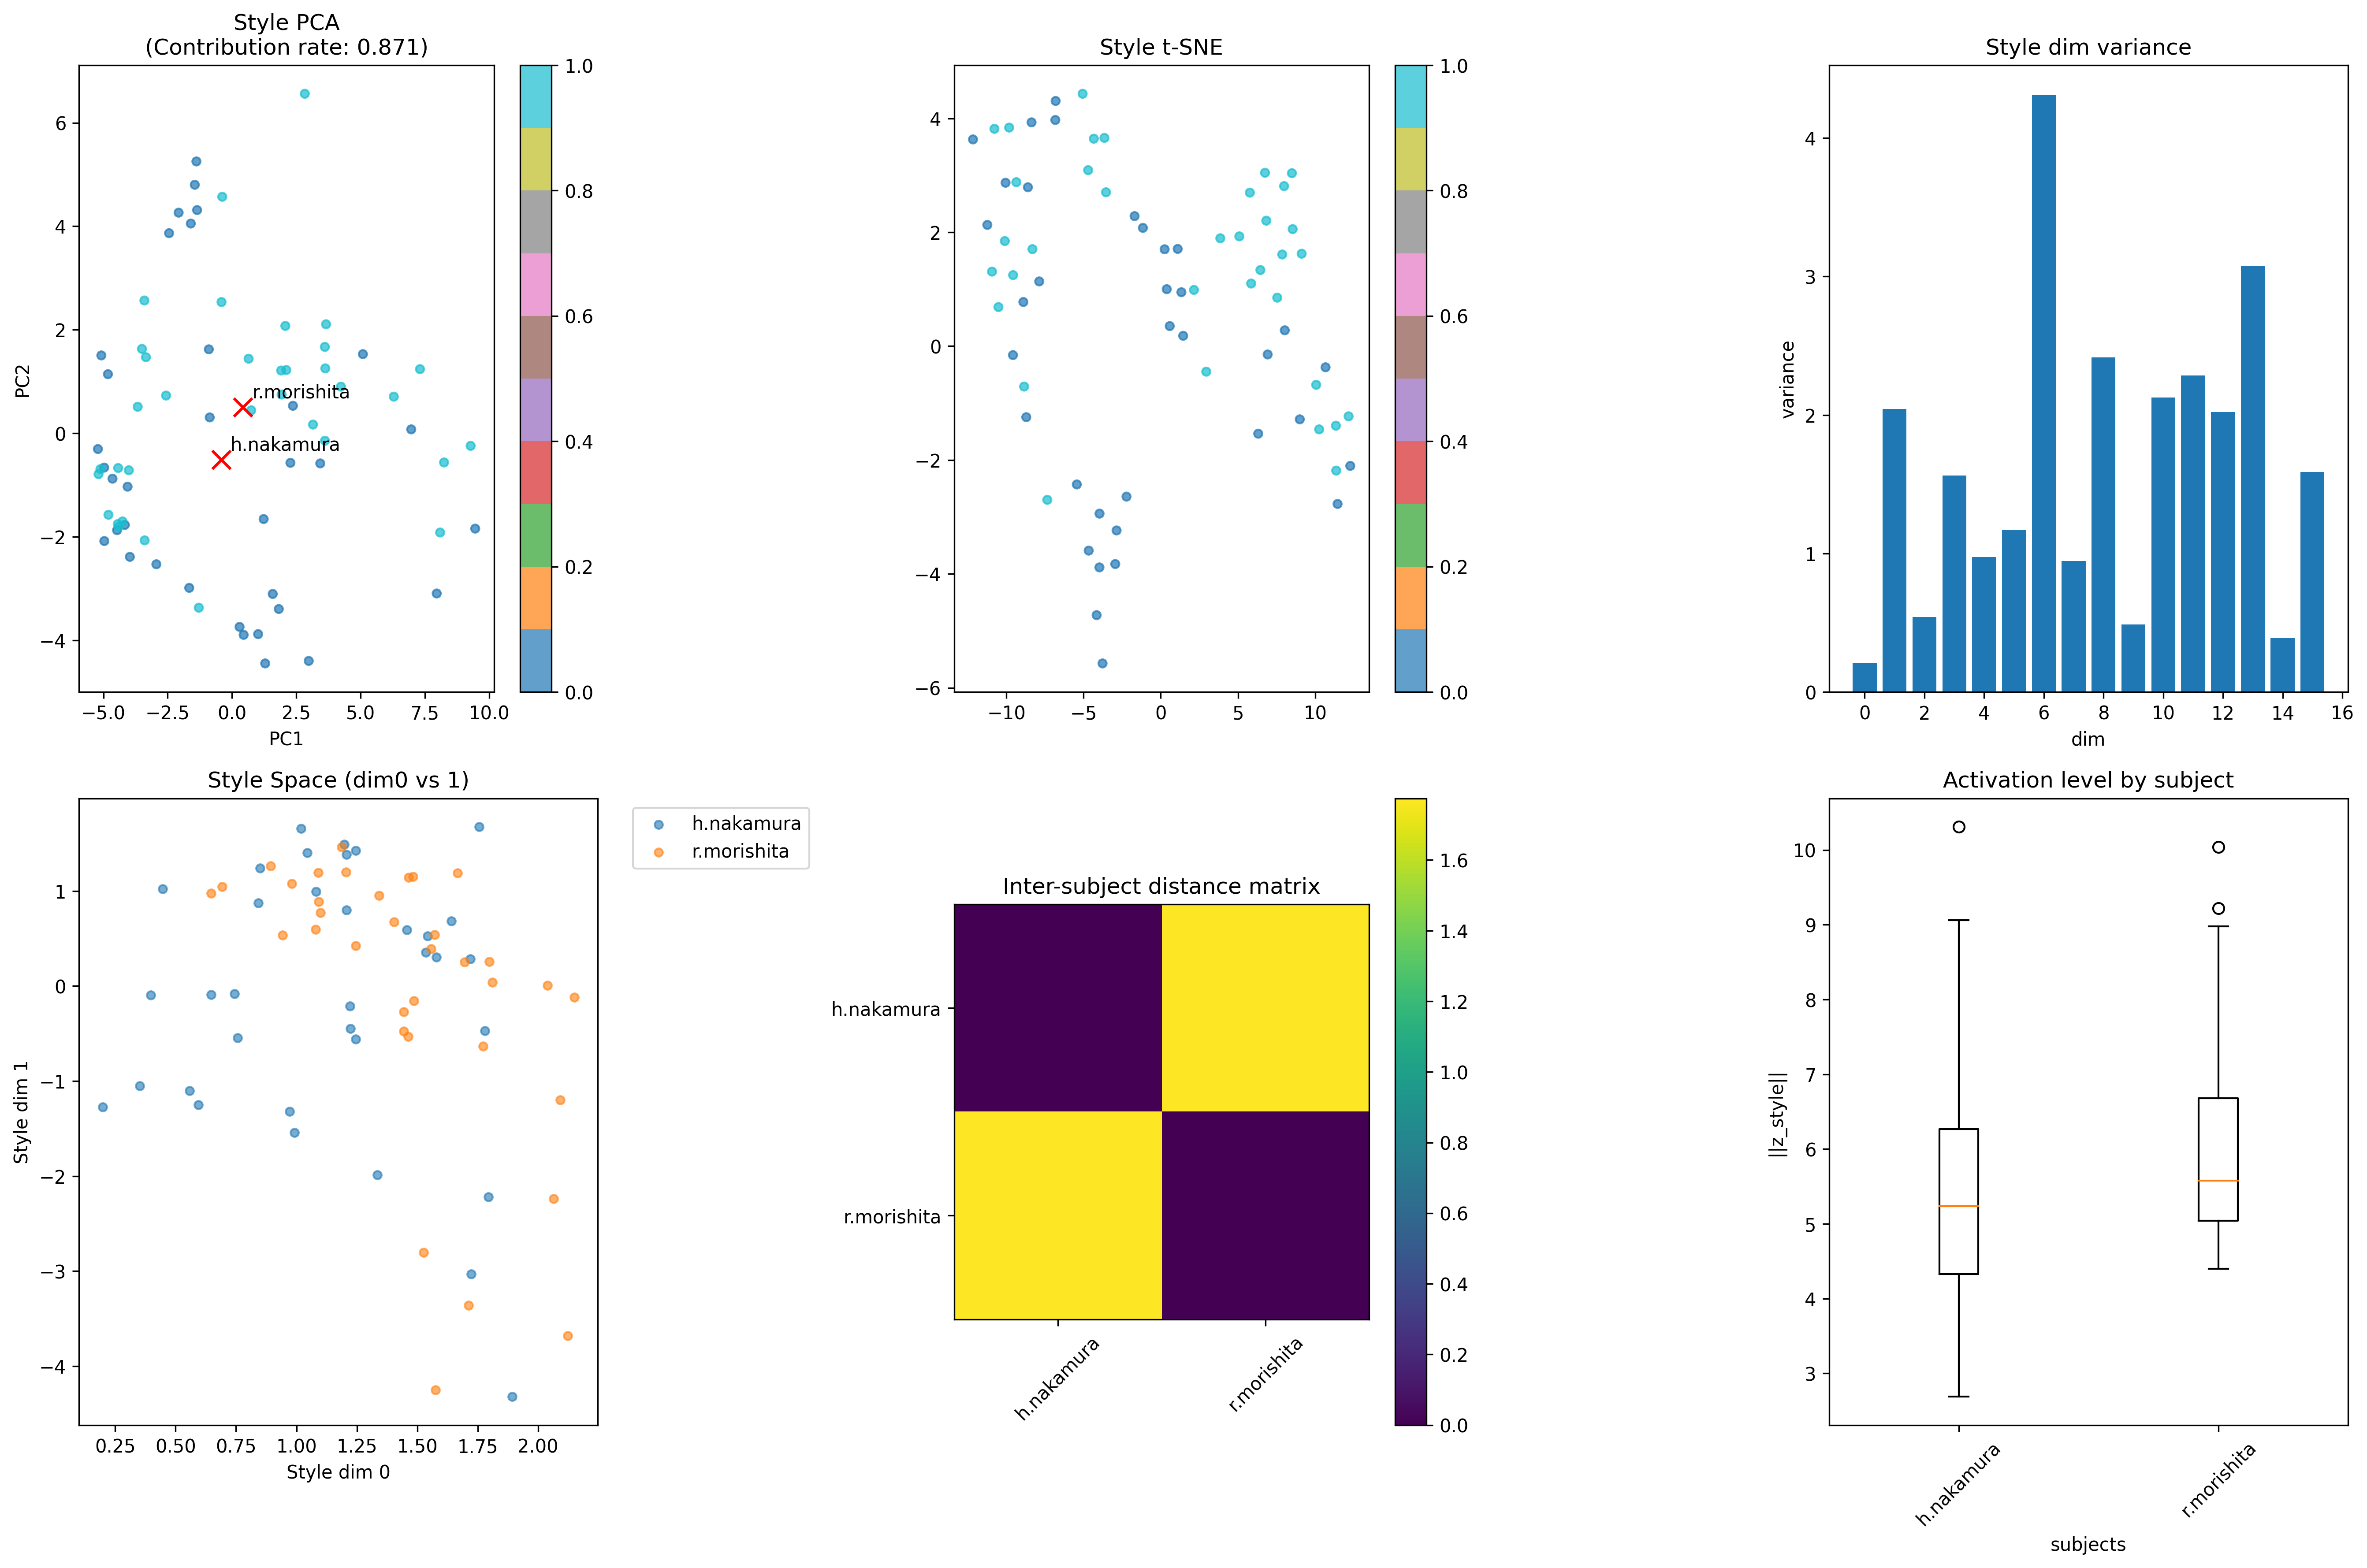 Style PCA
(Contribution rate: 0.871)
PC2
6
4
2
0
−2
−4
r.morishita
h.nakamura
−5.0 −2.5 0.0 2.5 5.0 7.5 10.0
PC1
1.0
0.8
0.6
0.4
0.2
0.0
Style t-SNE
4
2
0
−2
−4
−6
−10 −5 0 5 10
1.0
0.8
0.6
0.4
0.2
0.0
Style dim variance
variance
4
3
2
1
0
0 2 4 6 8 10 12 14 16
dim
Style Space (dim0 vs 1)
Style dim 1
1
0
−1
−2
−3
−4
0.25 0.50 0.75 1.00 1.25 1.50 1.75 2.00
Style dim 0
h.nakamura
r.morishita
Inter-subject distance matrix
h.nakamura
r.morishita
h.nakamura r.morishita
1.6
1.4
1.2
1.0
0.8
0.6
0.4
0.2
0.0
Activation level by subject
||z_style||
10
9
8
7
6
5
4
3
h.nakamura r.morishita
subjects